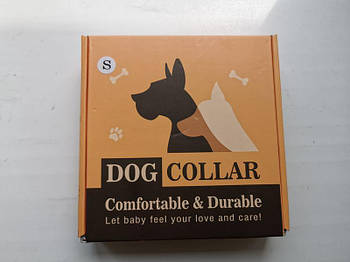 S
DOG COLLAR
Comfortable & Durable
Let baby feel your love and care!